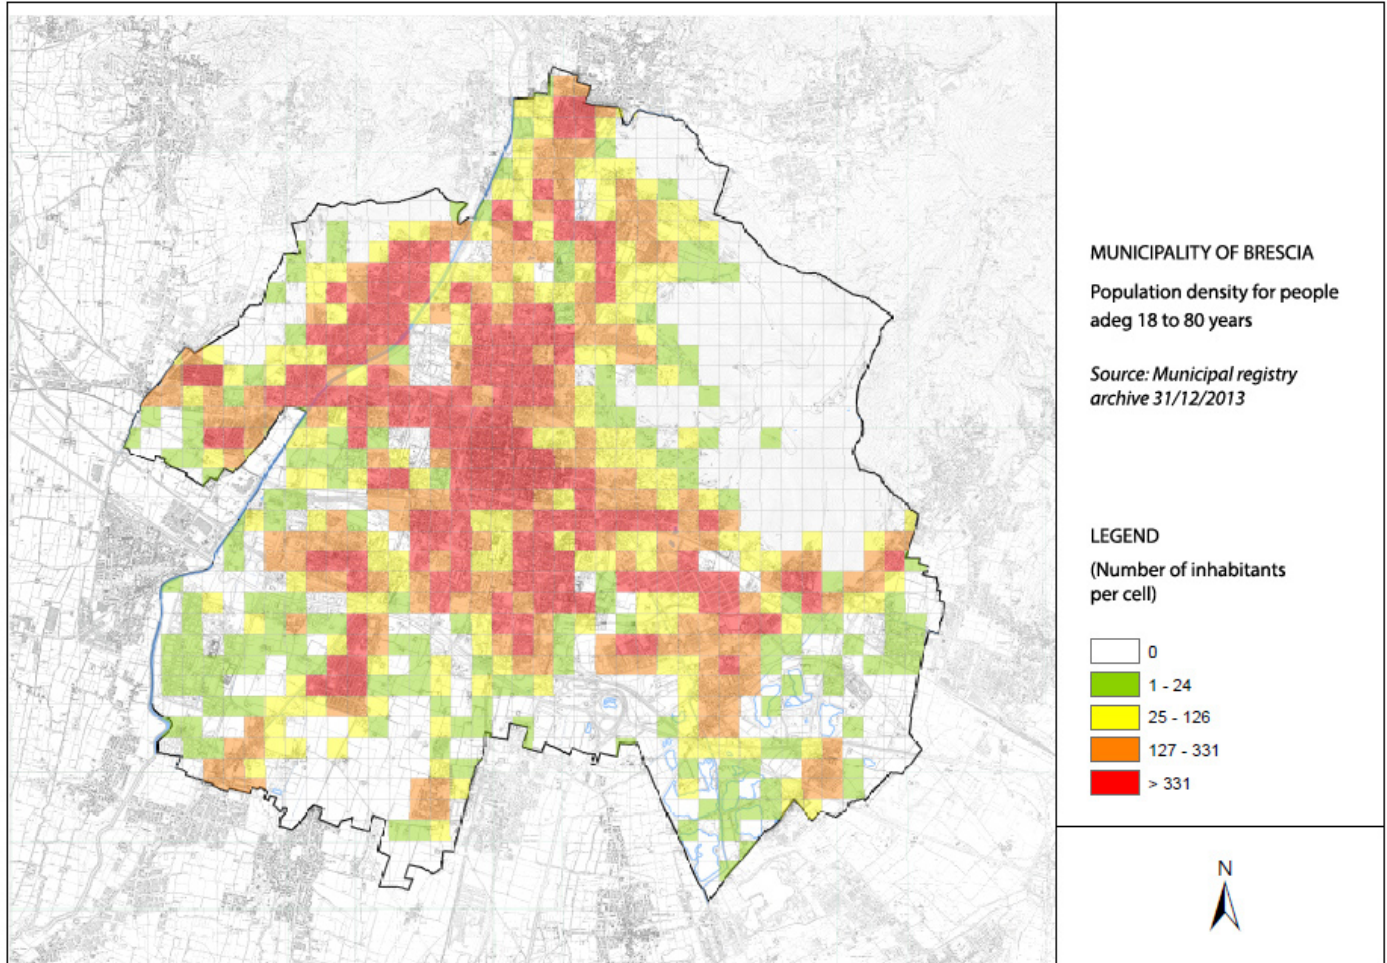 MUNICIPALITY OF BRESCIA
Population density for people
adeg 18 to 80 years
Source: Municipal registry
archive 31/12/2013
LEGEND
(Number of inhabitants
per cell)
0
1 - 24
25 - 126
127 - 331
> 331
N